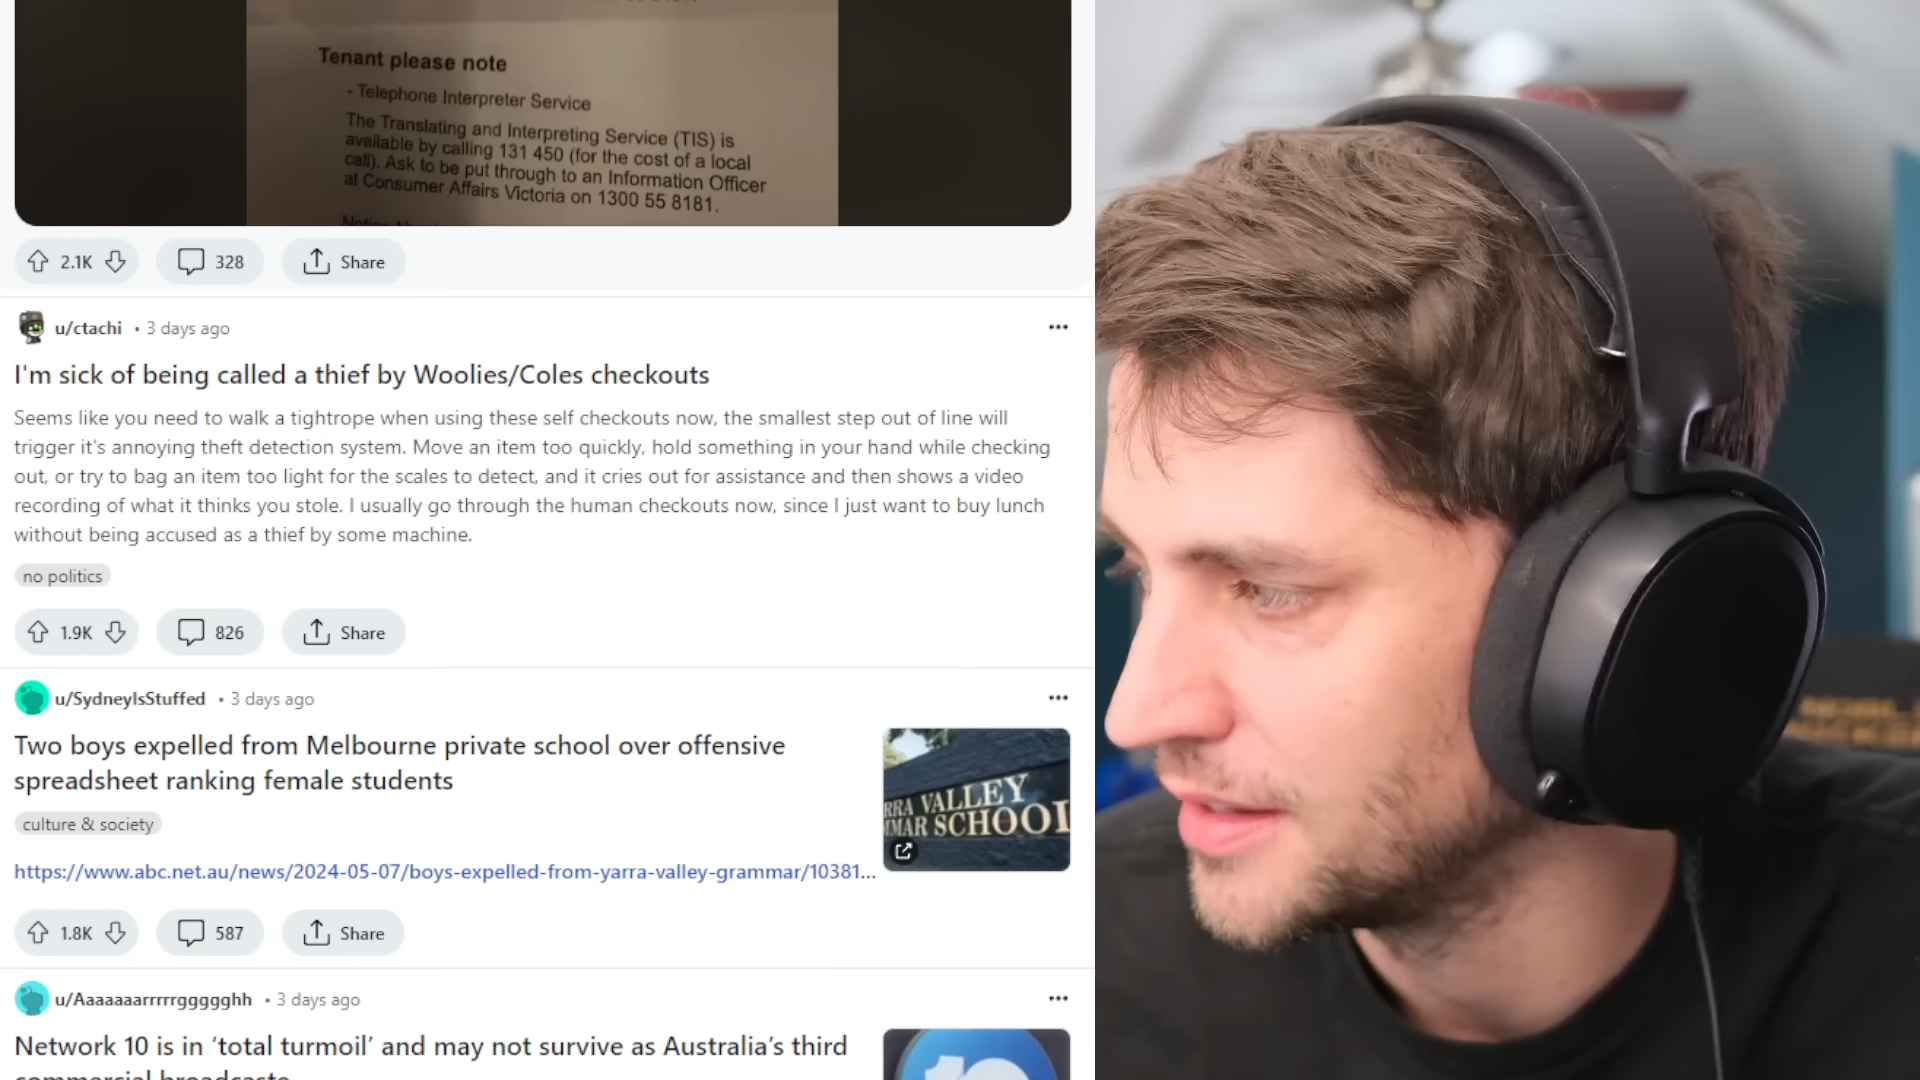 Tenant please note
- Telephone Interpreter Service
The Translating and Interpreting Service (TIS) is
available by calling 131 450 (for the cost of a local
call). Ask to be put through to an Information Officer
at Consumer Affairs Victoria on 1300 55 8181.
2.1K
328
Share
u/ctachi • 3 days ago
I'm sick of being called a thief by Woolies/Coles checkouts
Seems like you need to walk a tightrope when using these self checkouts now, the smallest step out of line will
trigger it's annoying theft detection system. Move an item too quickly, hold something in your hand while checking
out, or try to bag an item too light for the scales to detect, and it cries out for assistance and then shows a video
recording of what it thinks you stole. I usually go through the human checkouts now, since I just want to buy lunch
without being accused as a thief by some machine.
no politics
1.9K
826
Share
u/SydneyIsStuffed • 3 days ago
Two boys expelled from Melbourne private school over offensive
spreadsheet ranking female students
culture & society
RRA VALLEY
MMAR SCHOOL
https://www.abc.net.au/news/2024-05-07/boys-expelled-from-yarra-valley-grammar/10381...
1.8K
587
Share
u/Aaaaaaarrrrrggggghh • 3 days ago
Network 10 is in ‘total turmoil’ and may not survive as Australia’s third
commercial broadcaste
10